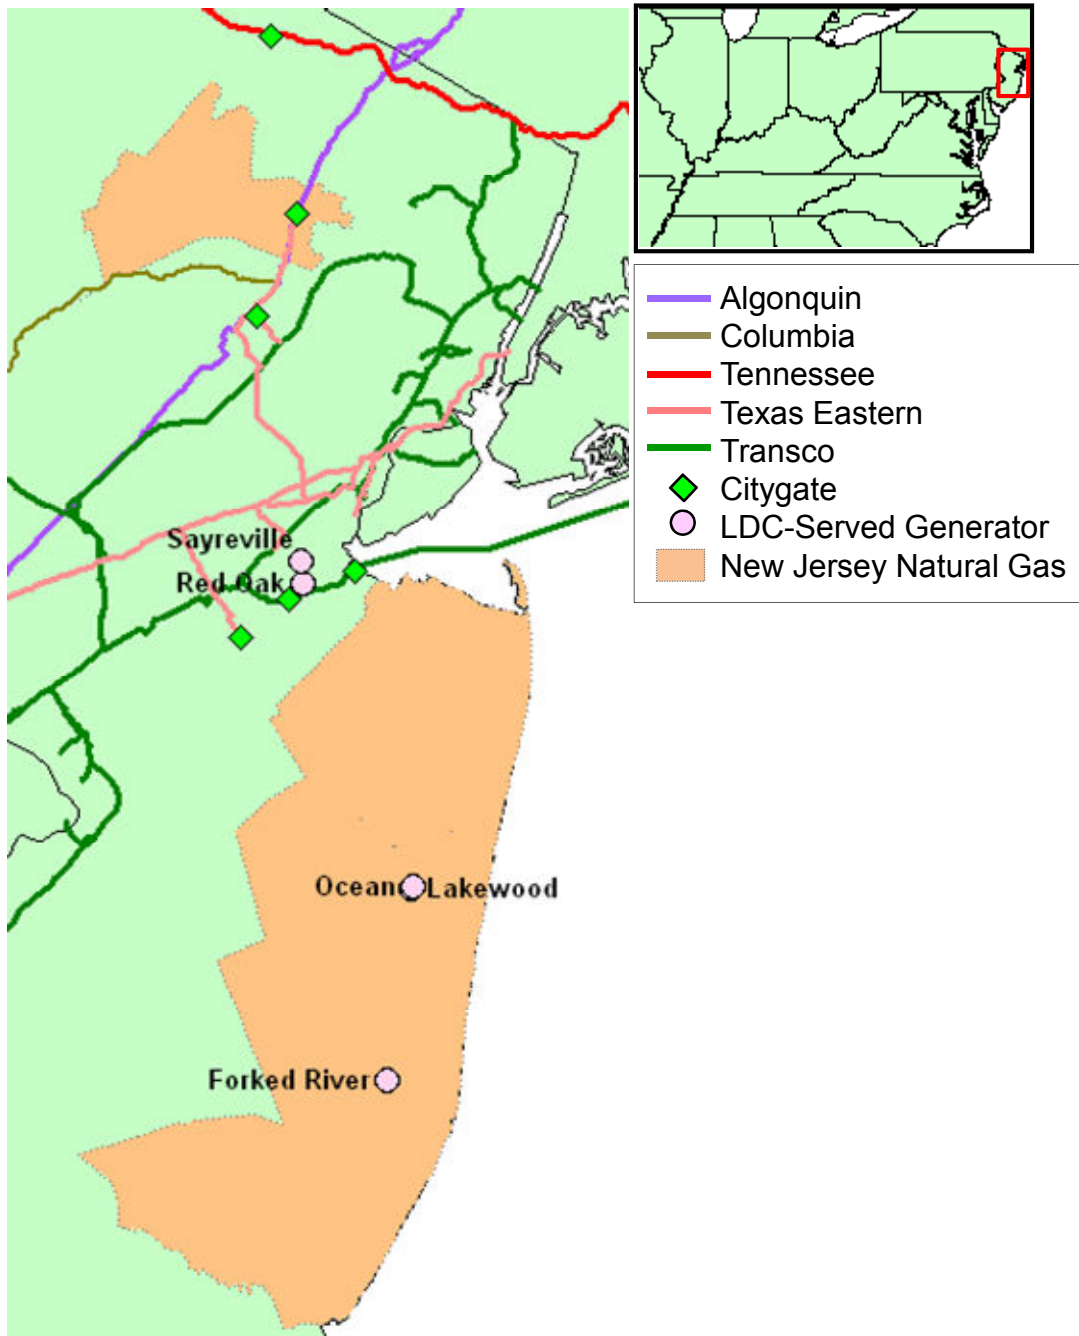 Algonquin
Columbia
Tennessee
Texas Eastern
Transco
Citygate
LDC-Served Generator
New Jersey Natural Gas
Sayreville
Red Oak
Ocean Lakewood
Forked River